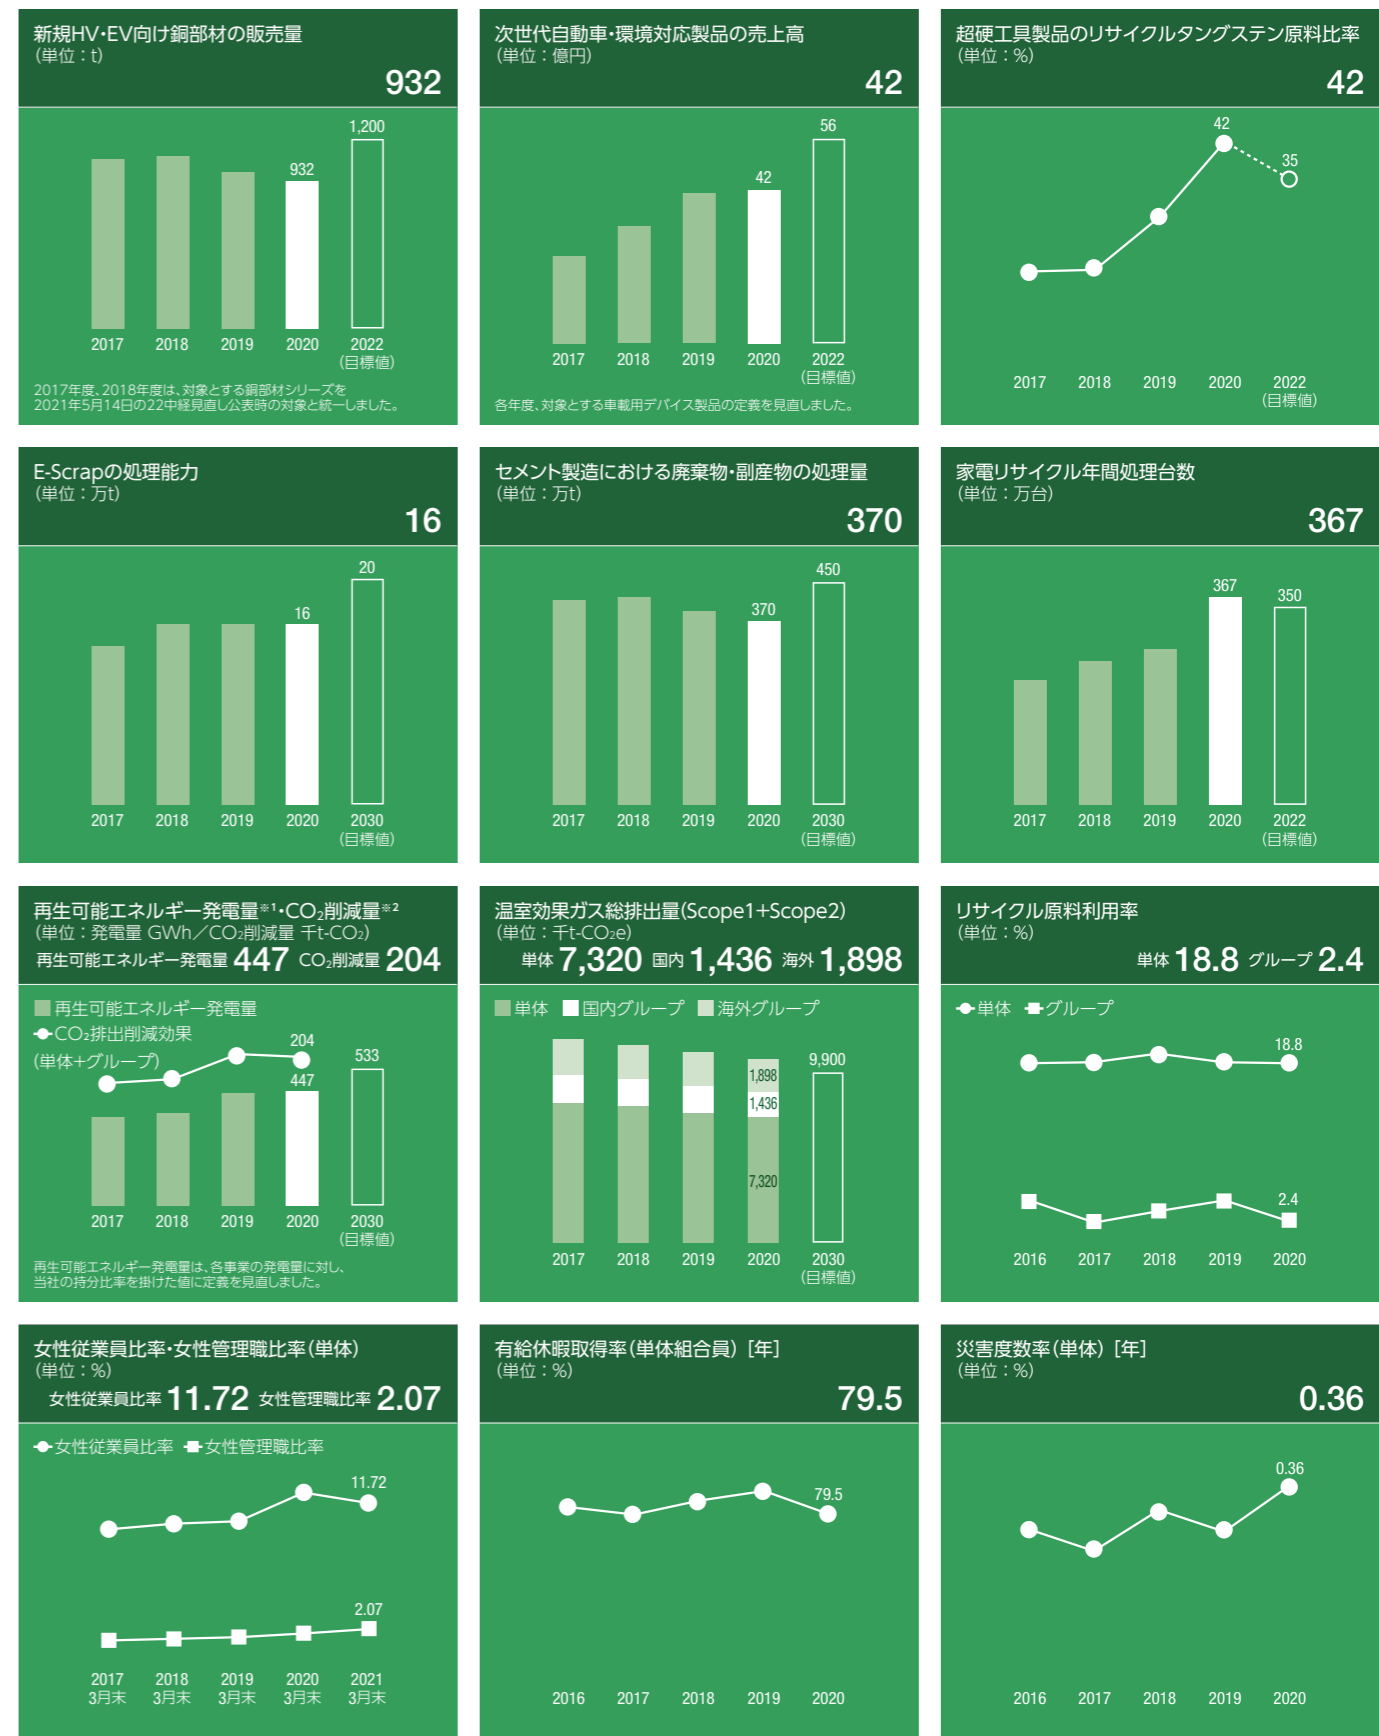 新規HV・EV向け銅部材の販売量
（単位：t）
932
1,200
932
2017 2018 2019 2020 2022
（目標値）
2017年度、2018年度は、対象とする銅部材シリーズを
2021年5月14日の22中経見直し公表時の対象と統一しました。
次世代自動車・環境対応製品の売上高
（単位：億円）
42
56
42
2017 2018 2019 2020 2022
（目標値）
各年度、対象とする車載用デバイス製品の定義を見直しました。
超硬工具製品のリサイクルタングステン原料比率
（単位：%）
42
42
35
2017 2018 2019 2020 2022
（目標値）
E-Scrapの処理能力
（単位：万t）
16
20
16
2017 2018 2019 2020 2030
（目標値）
セメント製造における廃棄物・副産物の処理量
（単位：万t）
370
450
370
2017 2018 2019 2020 2030
（目標値）
家電リサイクル年間処理台数
（単位：万台）
367
367
350
2017 2018 2019 2020 2022
（目標値）
再生可能エネルギー発電量※1・CO₂削減量※2
（単位：発電量 GWh／CO₂削減量 千t-CO₂）
再生可能エネルギー発電量 447 CO₂削減量 204
再生可能エネルギー発電量
CO₂排出削減効果
（単体+グループ）
204
533
447
2017 2018 2019 2020 2030
（目標値）
再生可能エネルギー発電量は、各事業の発電量に対し、
当社の持分比率を掛けた値に定義を見直しました。
温室効果ガス総排出量(Scope1+Scope2)
（単位：千t-CO₂e）
単体 7,320 国内 1,436 海外 1,898
単体 国内グループ 海外グループ
9,900
1,898
1,436
7,320
2017 2018 2019 2020 2030
（目標値）
リサイクル原料利用率
（単位：%）
単体 18.8 グループ 2.4
単体 グループ
18.8
2.4
2016 2017 2018 2019 2020
女性従業員比率・女性管理職比率（単体）
（単位：%）
女性従業員比率 11.72 女性管理職比率 2.07
女性従業員比率 女性管理職比率
11.72
2.07
2017 2018 2019 2020 2021
3月末 3月末 3月末 3月末 3月末
有給休暇取得率（単体組合員）［年］
（単位：%）
79.5
79.5
2016 2017 2018 2019 2020
災害度数率（単体）［年］
（単位：%）
0.36
0.36
2016 2017 2018 2019 2020